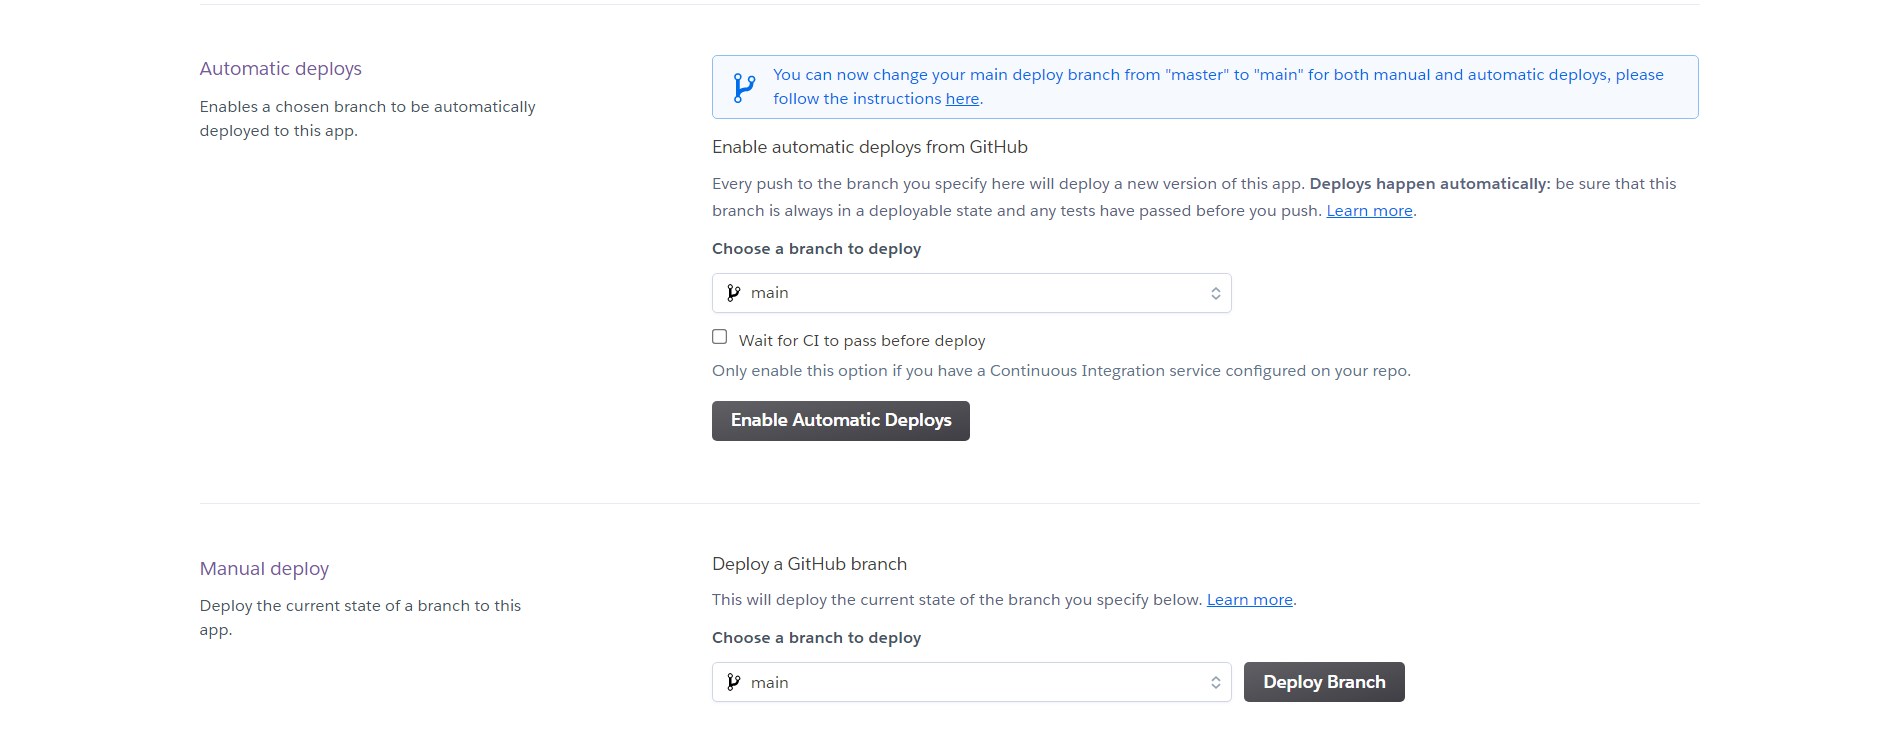 Automatic deploys
Enables a chosen branch to be automatically
deployed to this app.
You can now change your main deploy branch from "master" to "main" for both manual and automatic deploys, please
follow the instructions here.
Enable automatic deploys from GitHub
Every push to the branch you specify here will deploy a new version of this app. Deploys happen automatically: be sure that this
branch is always in a deployable state and any tests have passed before you push. Learn more.
Choose a branch to deploy
main
Wait for CI to pass before deploy
Only enable this option if you have a Continuous Integration service configured on your repo.
Enable Automatic Deploys
Manual deploy
Deploy the current state of a branch to this
app.
Deploy a GitHub branch
This will deploy the current state of the branch you specify below. Learn more.
Choose a branch to deploy
main
Deploy Branch